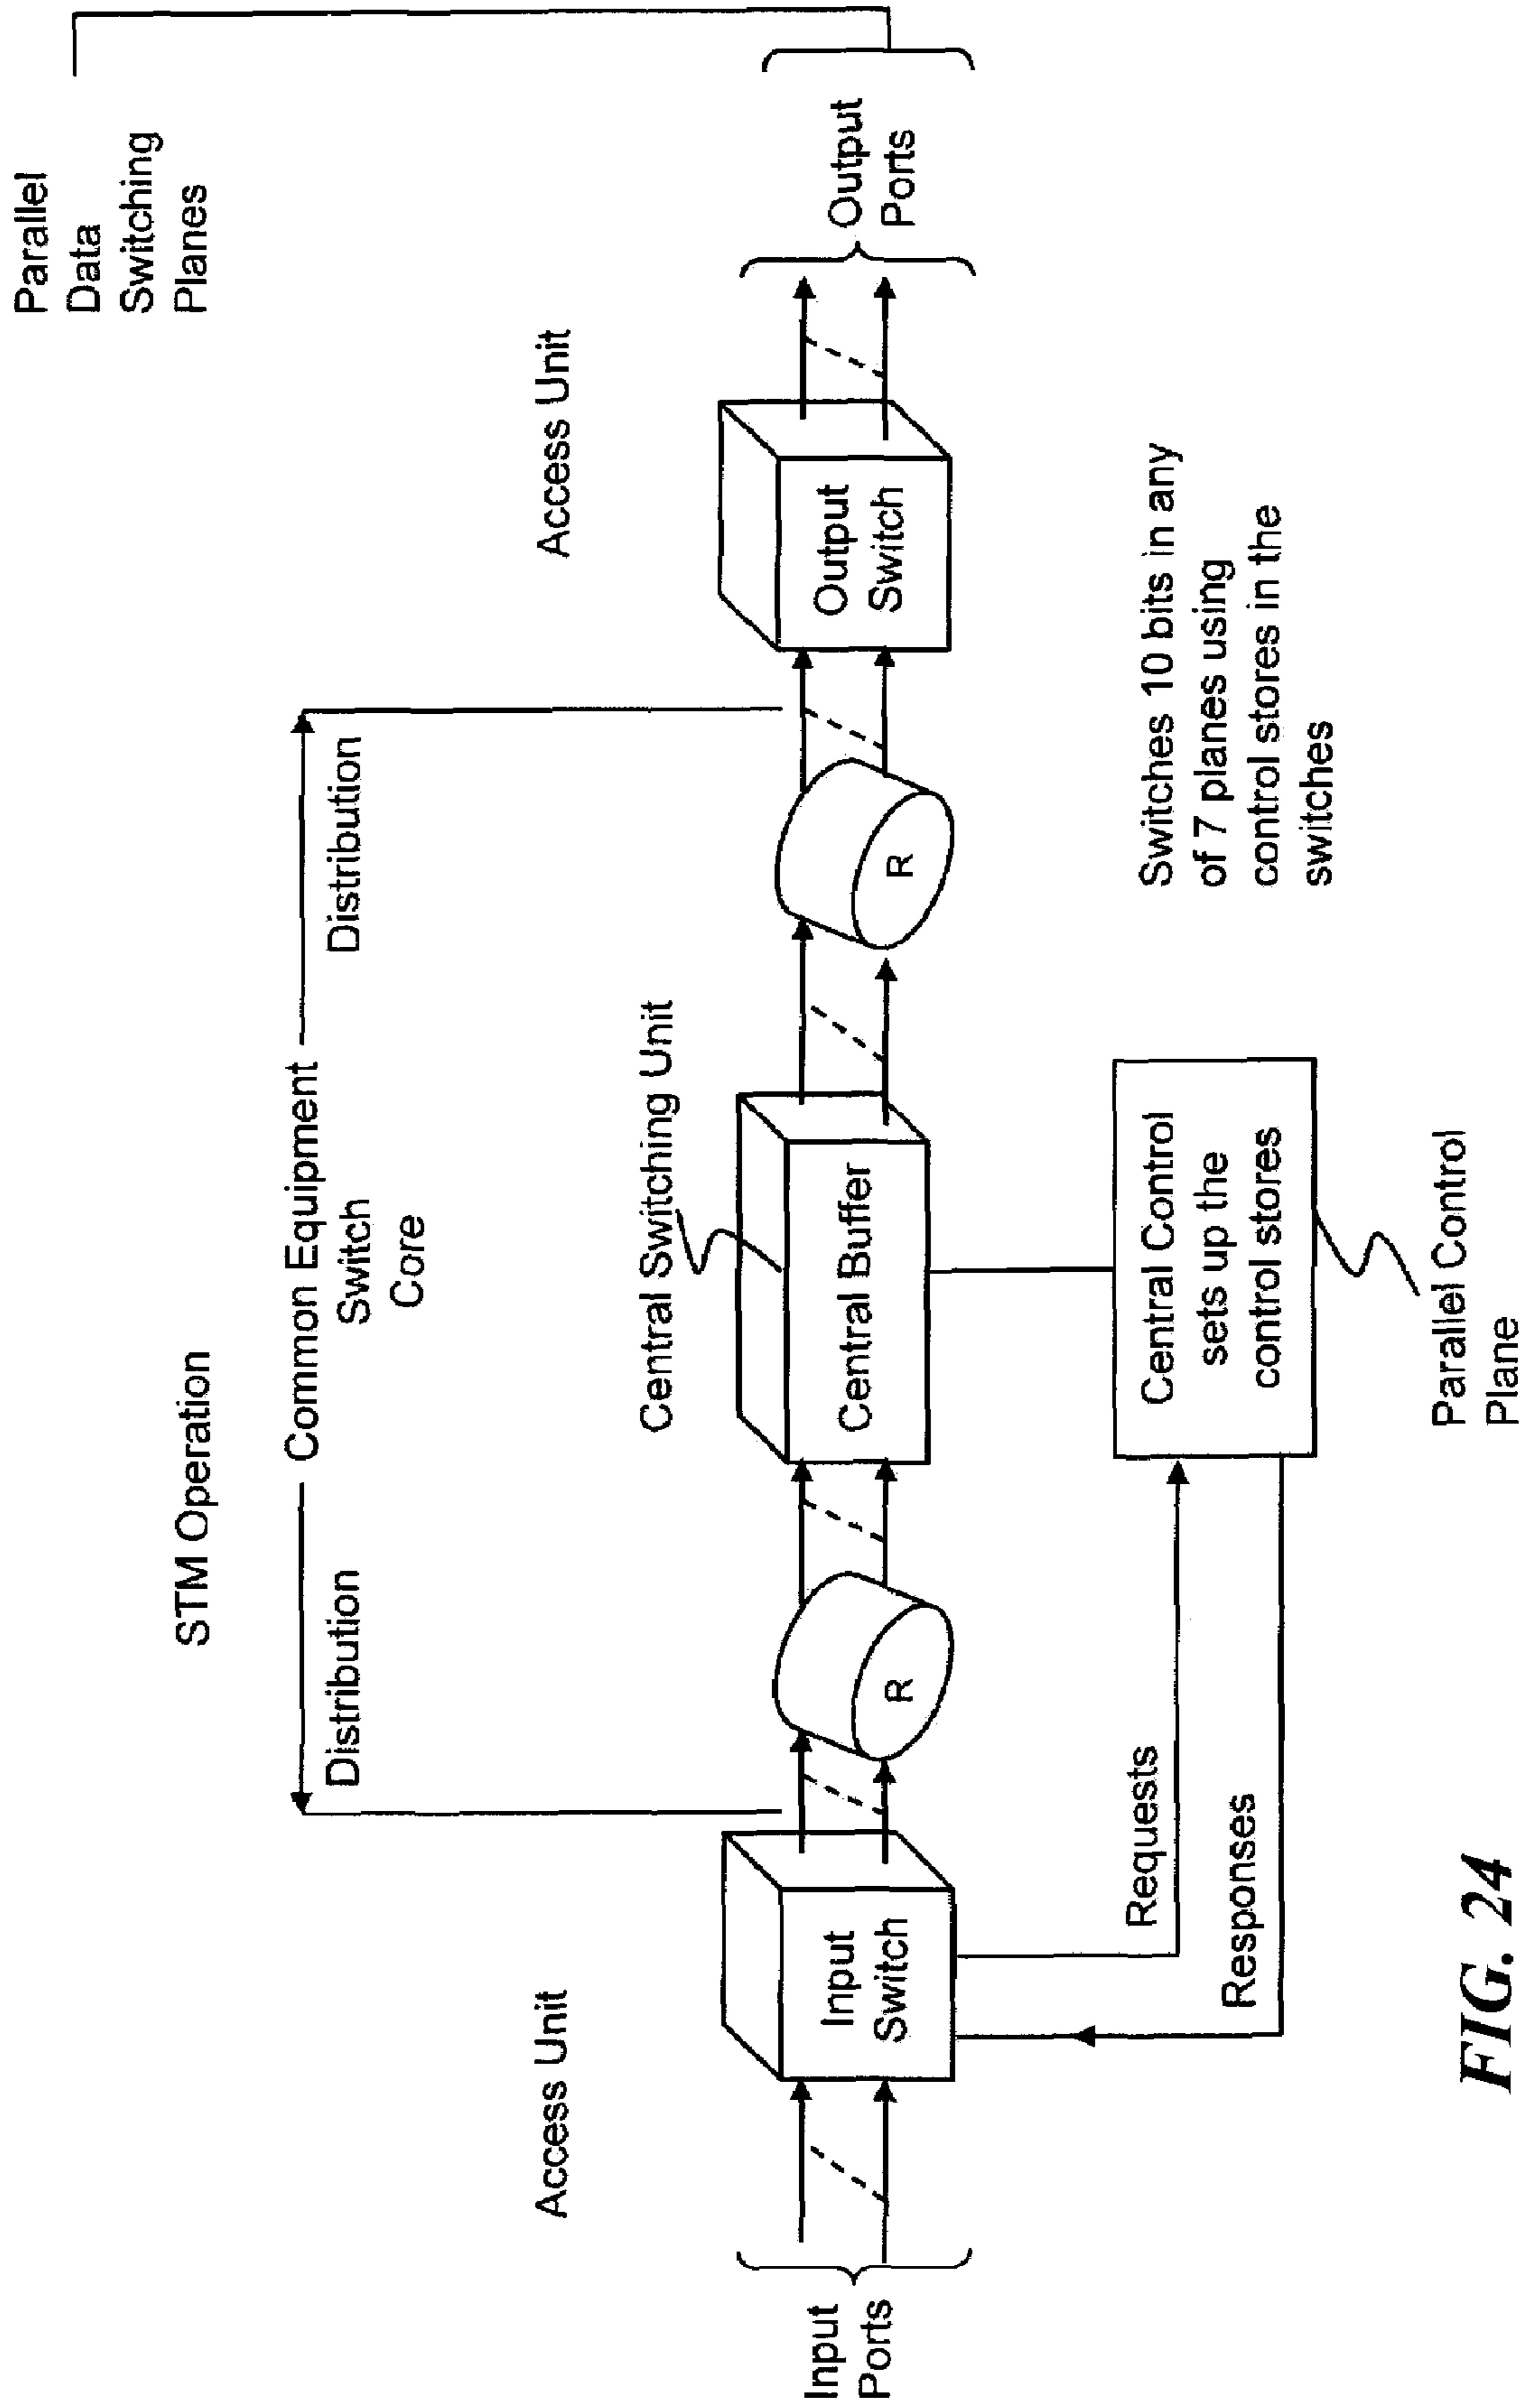 Parallel
Data
Switching
Planes
STM Operation
Distribution
Common Equipment
Switch
Core
Distribution
Access Unit
Central Switching Unit
Access Unit
Input
Ports
Input
Switch
R
Central Buffer
R
Output
Switch
Output
Ports
Requests
Responses
Central Control
sets up the
control stores
Switches 10 bits in any
of 7 planes using
control stores in the
switches
Parallel Control
Plane
FIG. 24